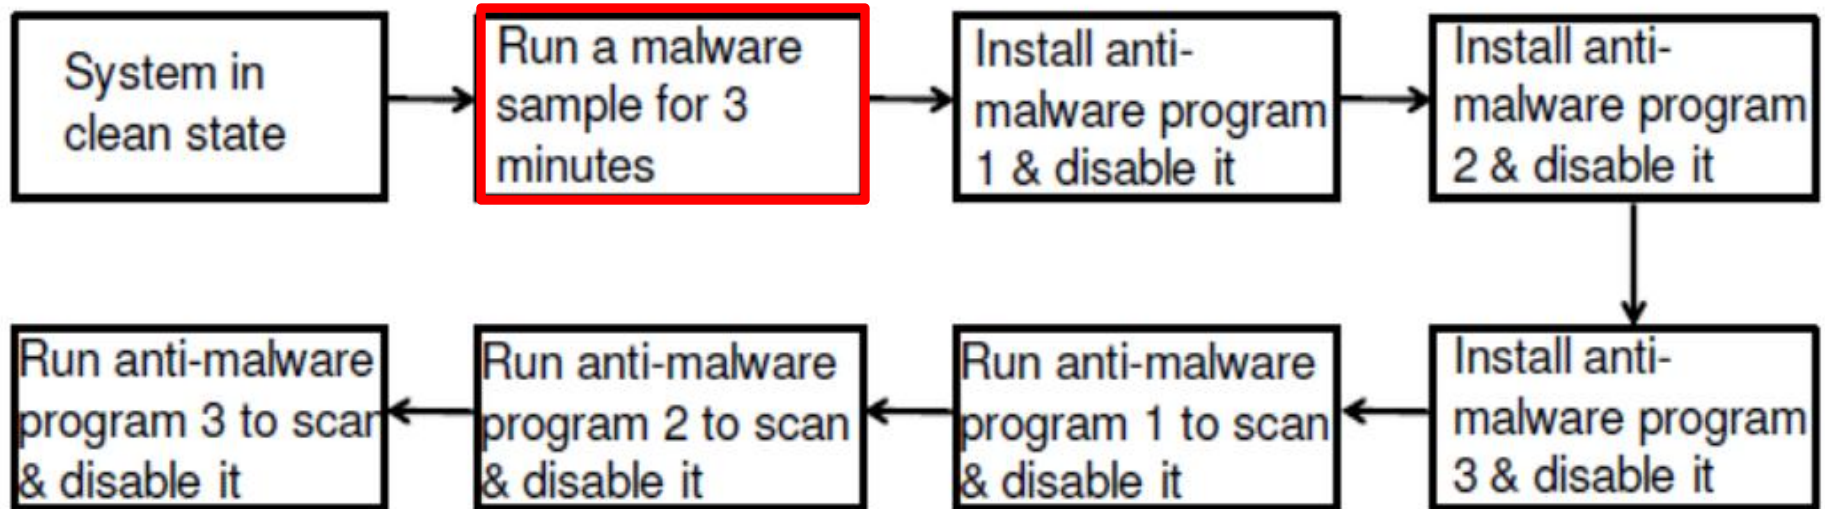 System in
clean state
Run a malware
sample for 3
minutes
Install anti-
malware program
1 & disable it
Install anti-
malware program
2 & disable it
Install anti-
malware program
3 & disable it
Run anti-malware
program 1 to scan
& disable it
Run anti-malware
program 2 to scan
& disable it
Run anti-malware
program 3 to scan
& disable it